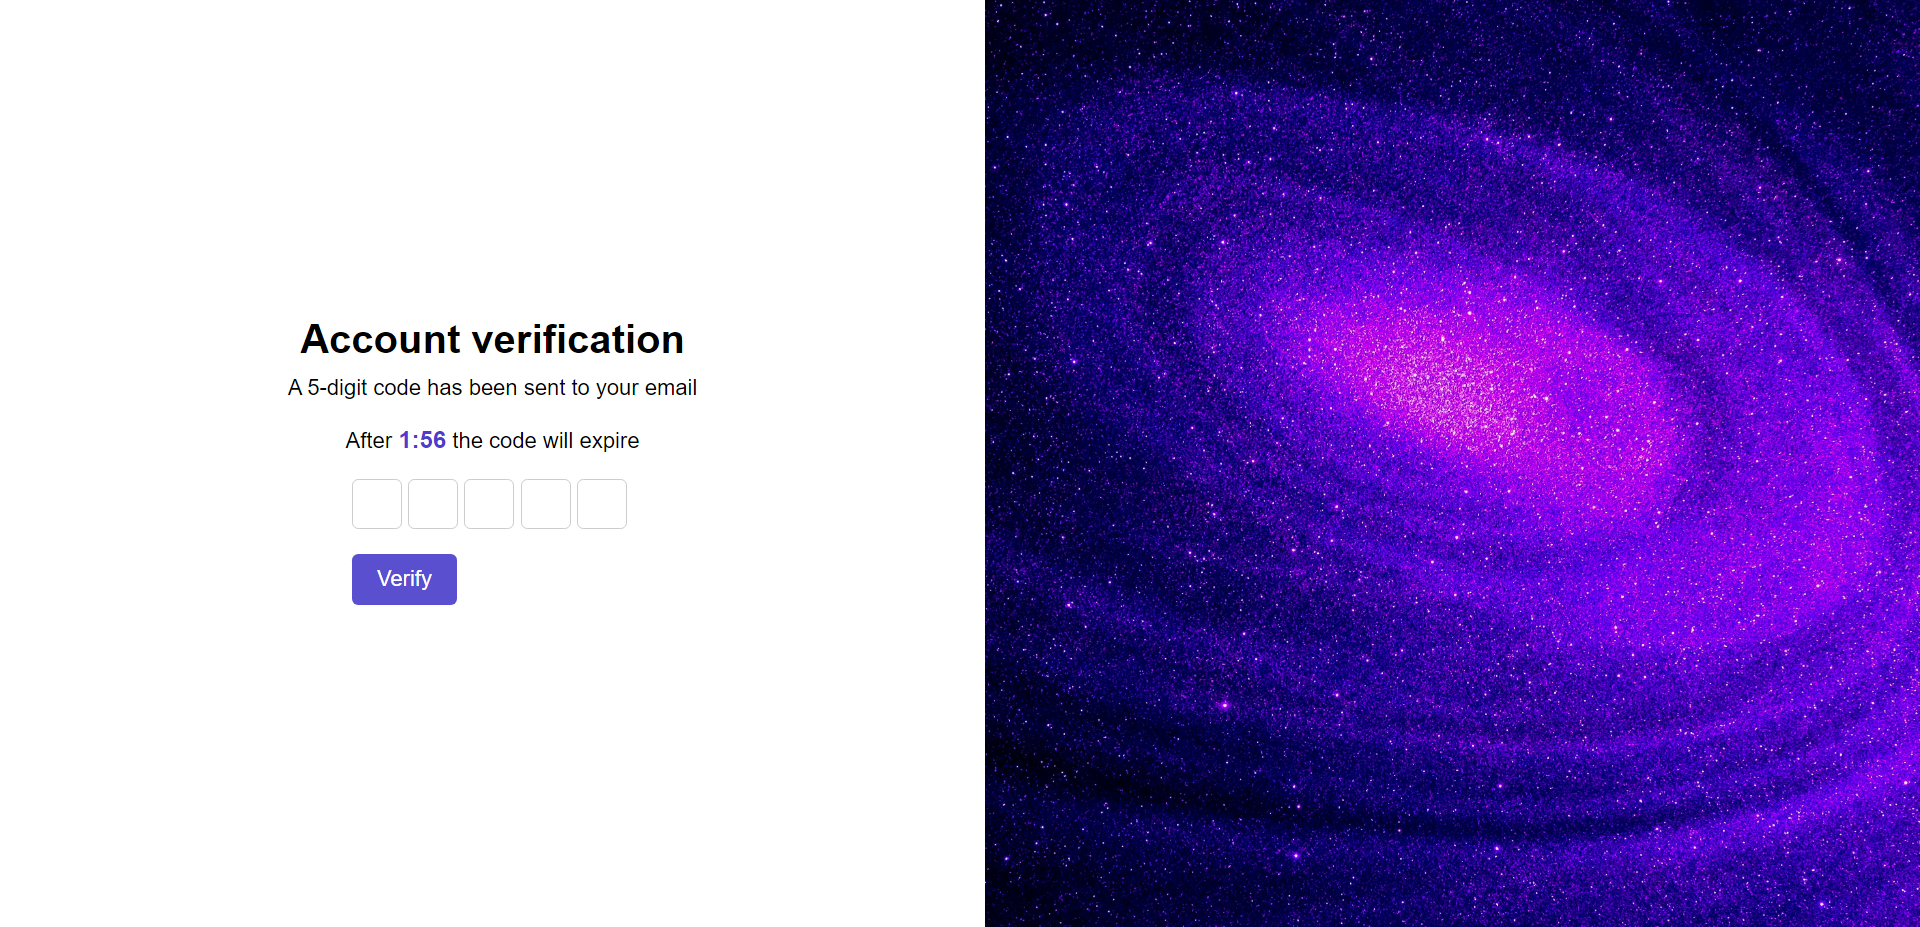 Account verification
A 5-digit code has been sent to your email
After 1:56 the code will expire
Verify